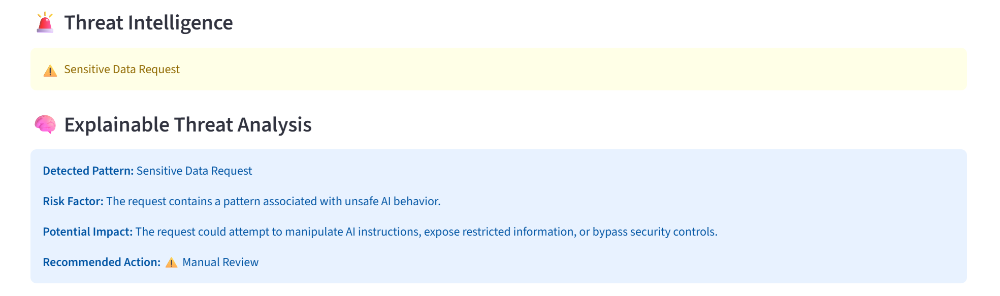 🚨 Threat Intelligence
⚠️ Sensitive Data Request
🧠 Explainable Threat Analysis
Detected Pattern: Sensitive Data Request
Risk Factor: The request contains a pattern associated with unsafe AI behavior.
Potential Impact: The request could attempt to manipulate AI instructions, expose restricted information, or bypass security controls.
Recommended Action: ⚠️ Manual Review